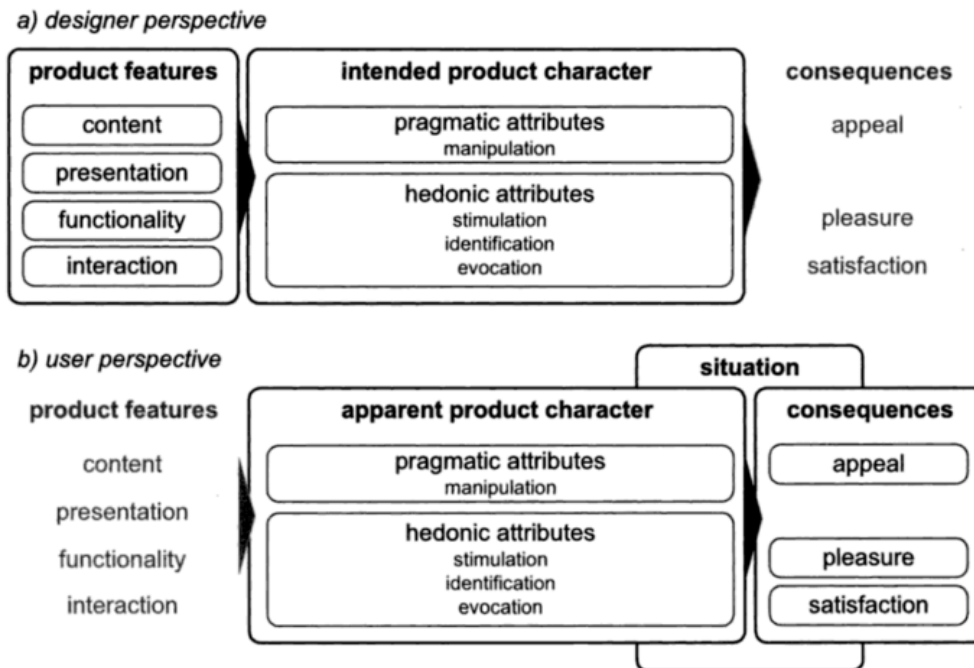 a) designer perspective
product features
content
presentation
functionality
interaction
intended product character
pragmatic attributes
manipulation
hedonic attributes
stimulation
identification
evocation
consequences
appeal
pleasure
satisfaction
b) user perspective
situation
product features
content
presentation
functionality
interaction
apparent product character
pragmatic attributes
manipulation
hedonic attributes
stimulation
identification
evocation
consequences
appeal
pleasure
satisfaction